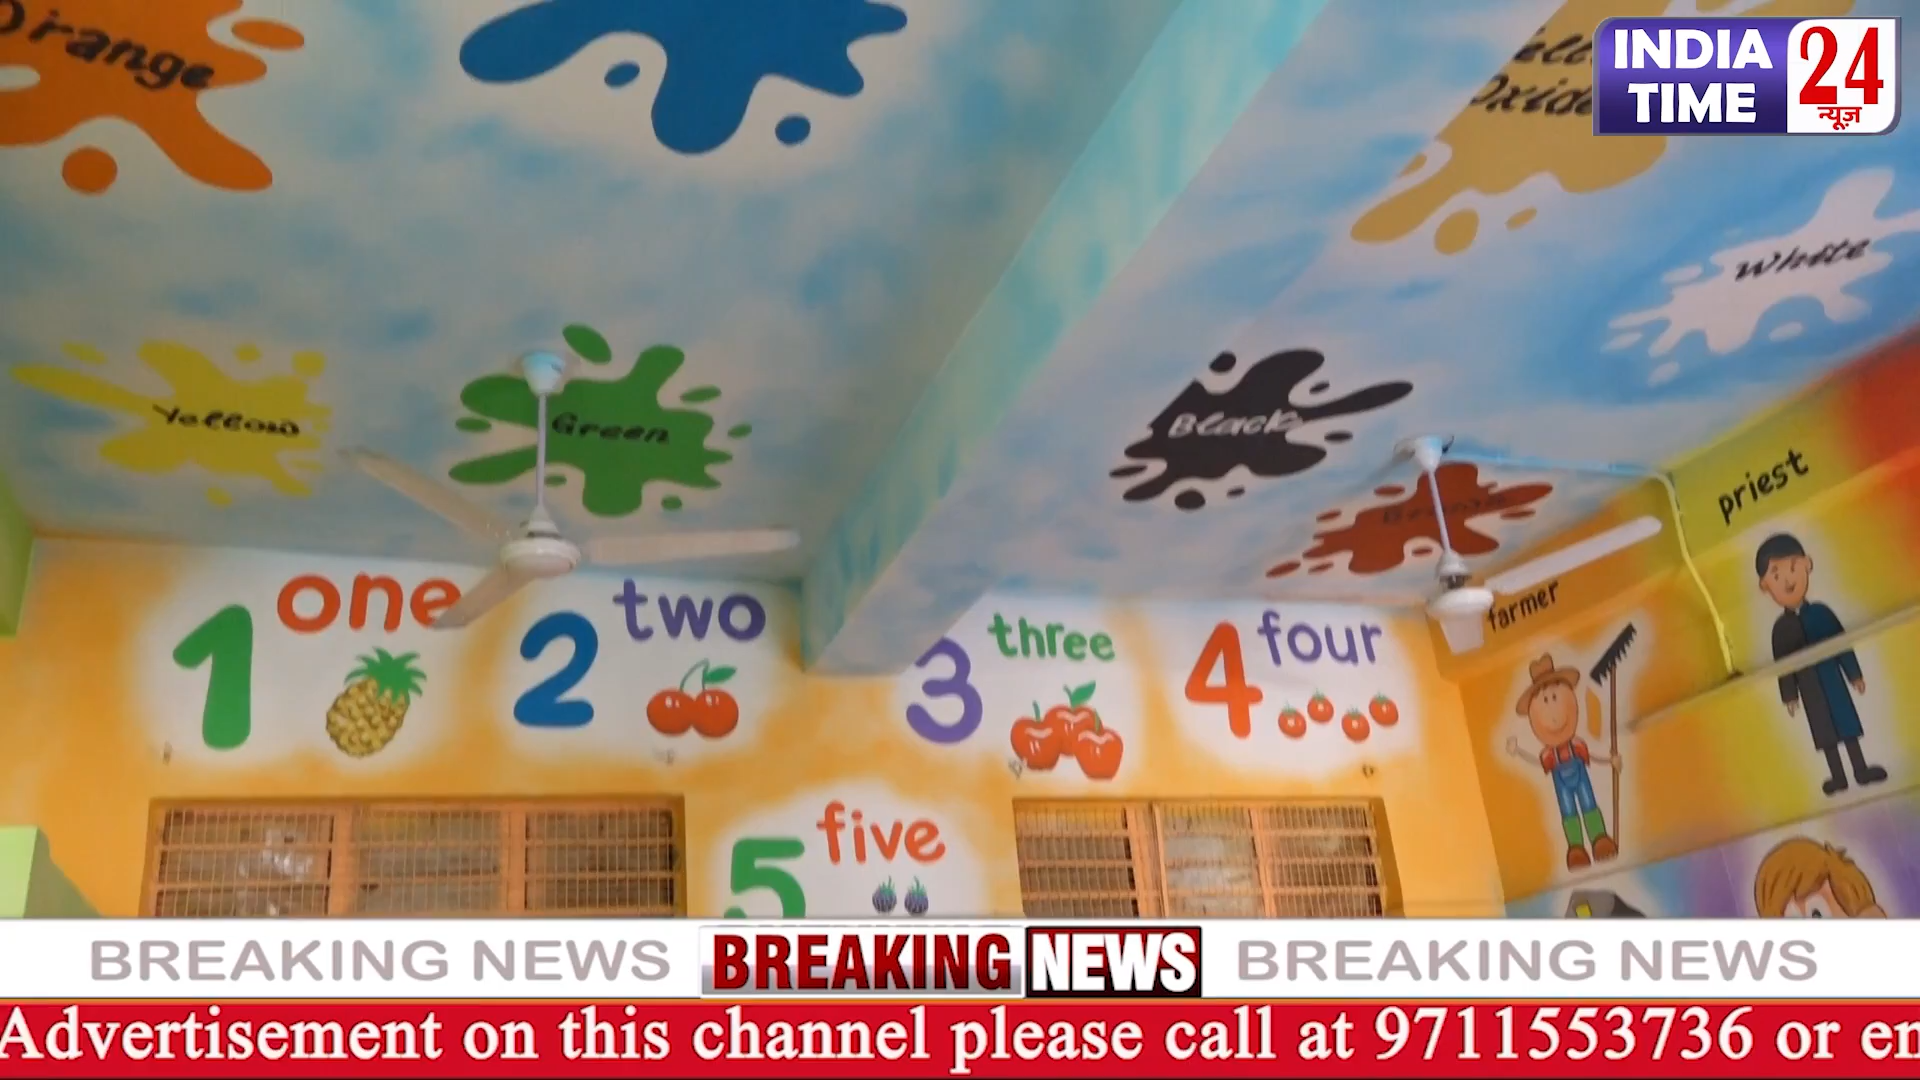 Orange
INDIA
TIME
24
न्यूज़
Oxide
White
Yellow
Green
Black
priest
farmer
1 one
2 two
3 three
4 four
5 five
BREAKING NEWS
BREAKING NEWS
BREAKING NEWS
Advertisement on this channel please call at 9711553736 or en